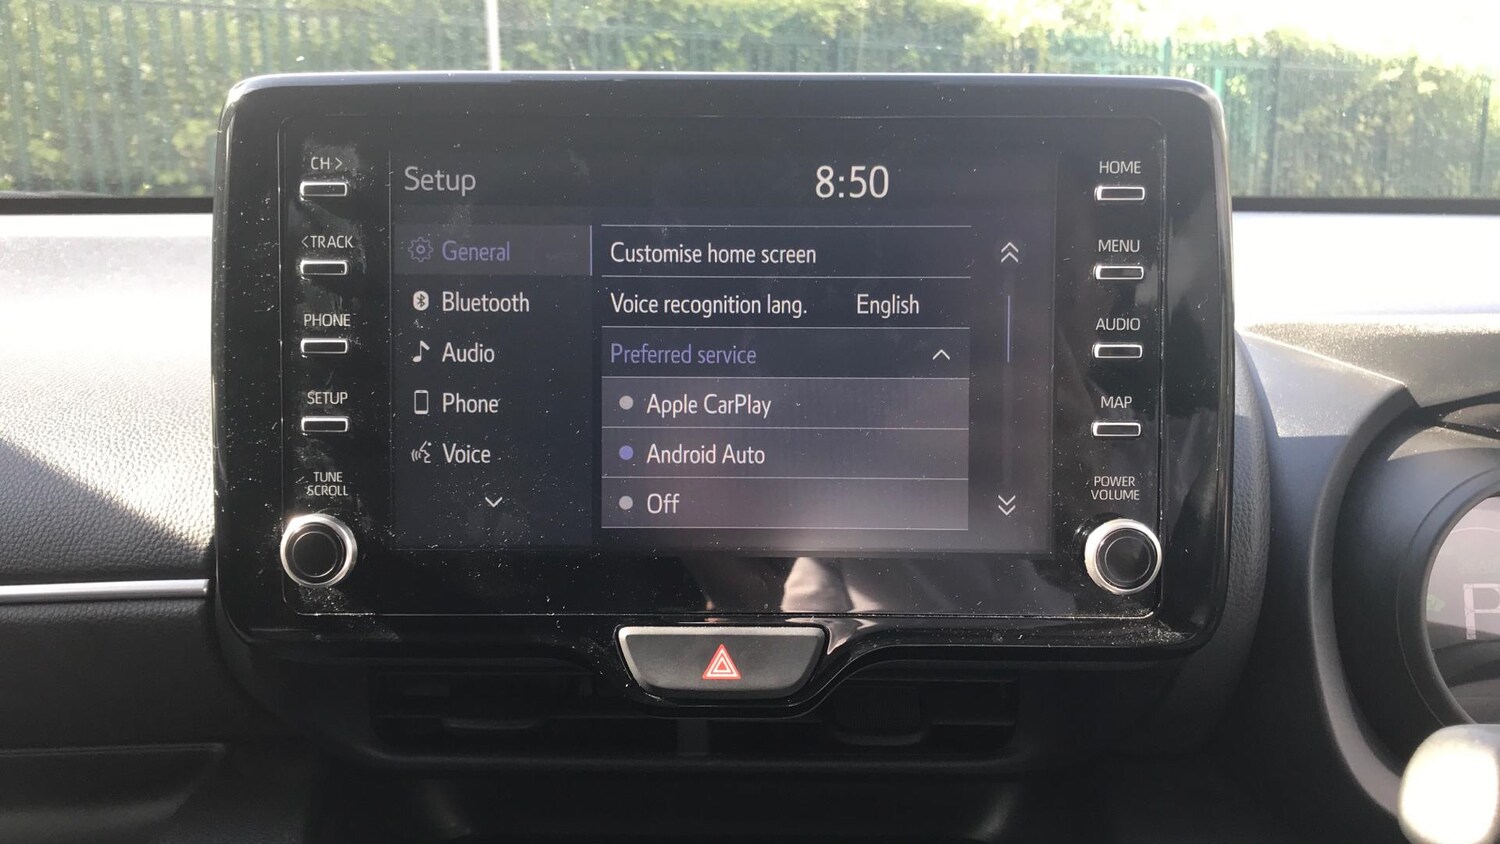 CH >
<TRACK
PHONE
SETUP
TUNE
SCROLL
Setup
8:50
General
Bluetooth
Audio
Phone
Voice
Customise home screen
Voice recognition lang. English
Preferred service
Apple CarPlay
Android Auto
Off
HOME
MENU
AUDIO
MAP
POWER
VOLUME
P